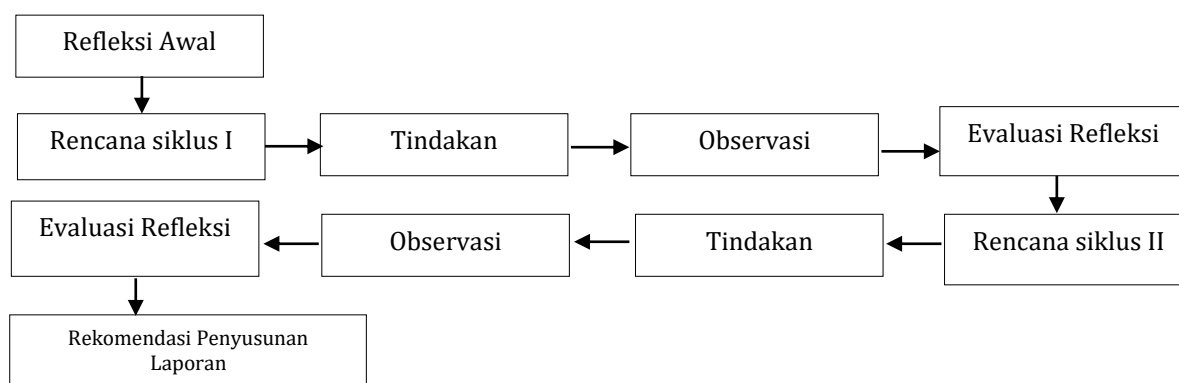 Refleksi Awal
Rencana siklus I
Tindakan
Observasi
Evaluasi Refleksi
Rencana siklus II
Tindakan
Observasi
Evaluasi Refleksi
Rekomendasi Penyusunan
Laporan